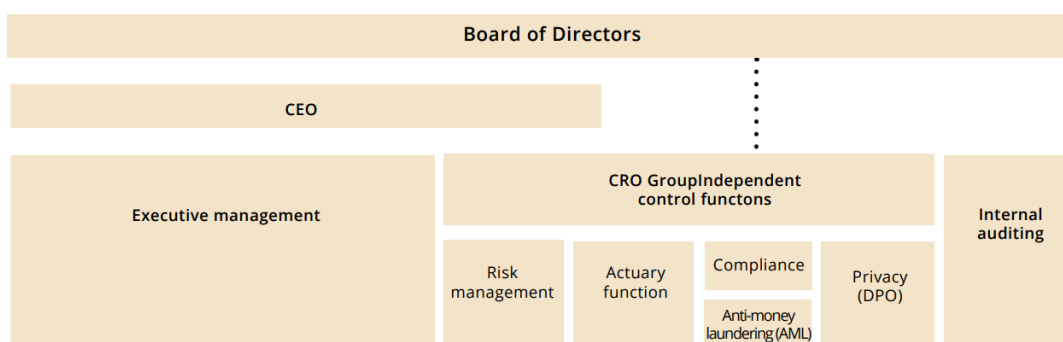 Board of Directors
CEO
Executive management
CRO GroupIndependent
control functons
Internal
auditing
Risk
management
Actuary
function
Compliance
Anti-money
laundering (AML)
Privacy
(DPO)